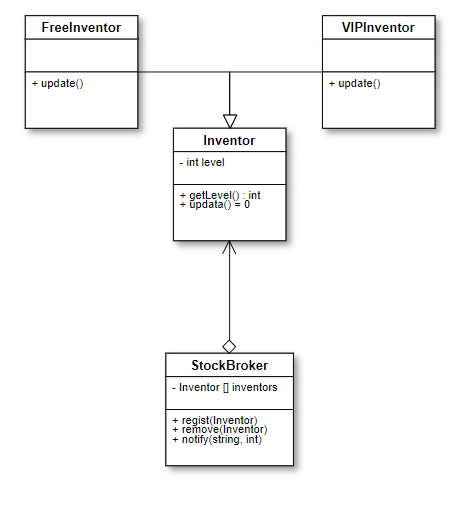 FreeInventor
VIPInventor
+ update()
+ update()
Inventor
- int level
+ getLevel() : int
+ updata() = 0
StockBroker
- Inventor [] inventors
+ regist(Inventor)
+ remove(Inventor)
+ notify(string, int)